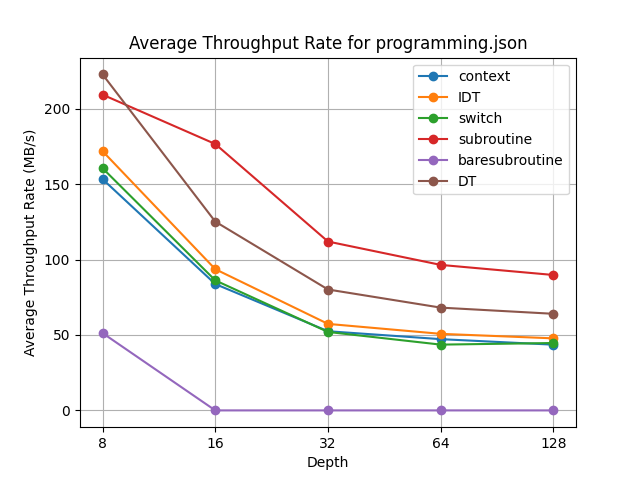 Average Throughput Rate for programming.json
Average Throughput Rate (MB/s)
200
150
100
50
0
context
IDT
switch
subroutine
baresubroutine
DT
8
16
32
64
128
Depth